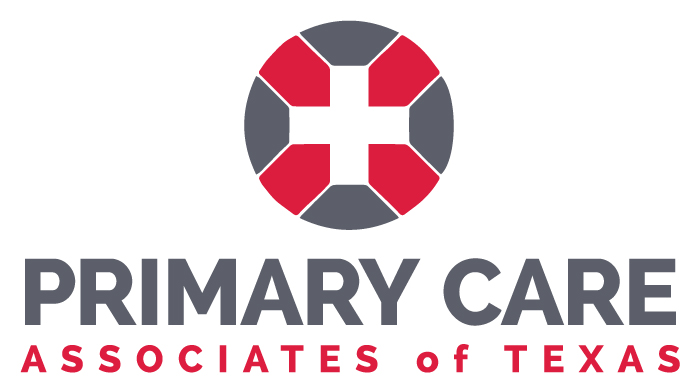 PRIMARY CARE
ASSOCIATES of TEXAS